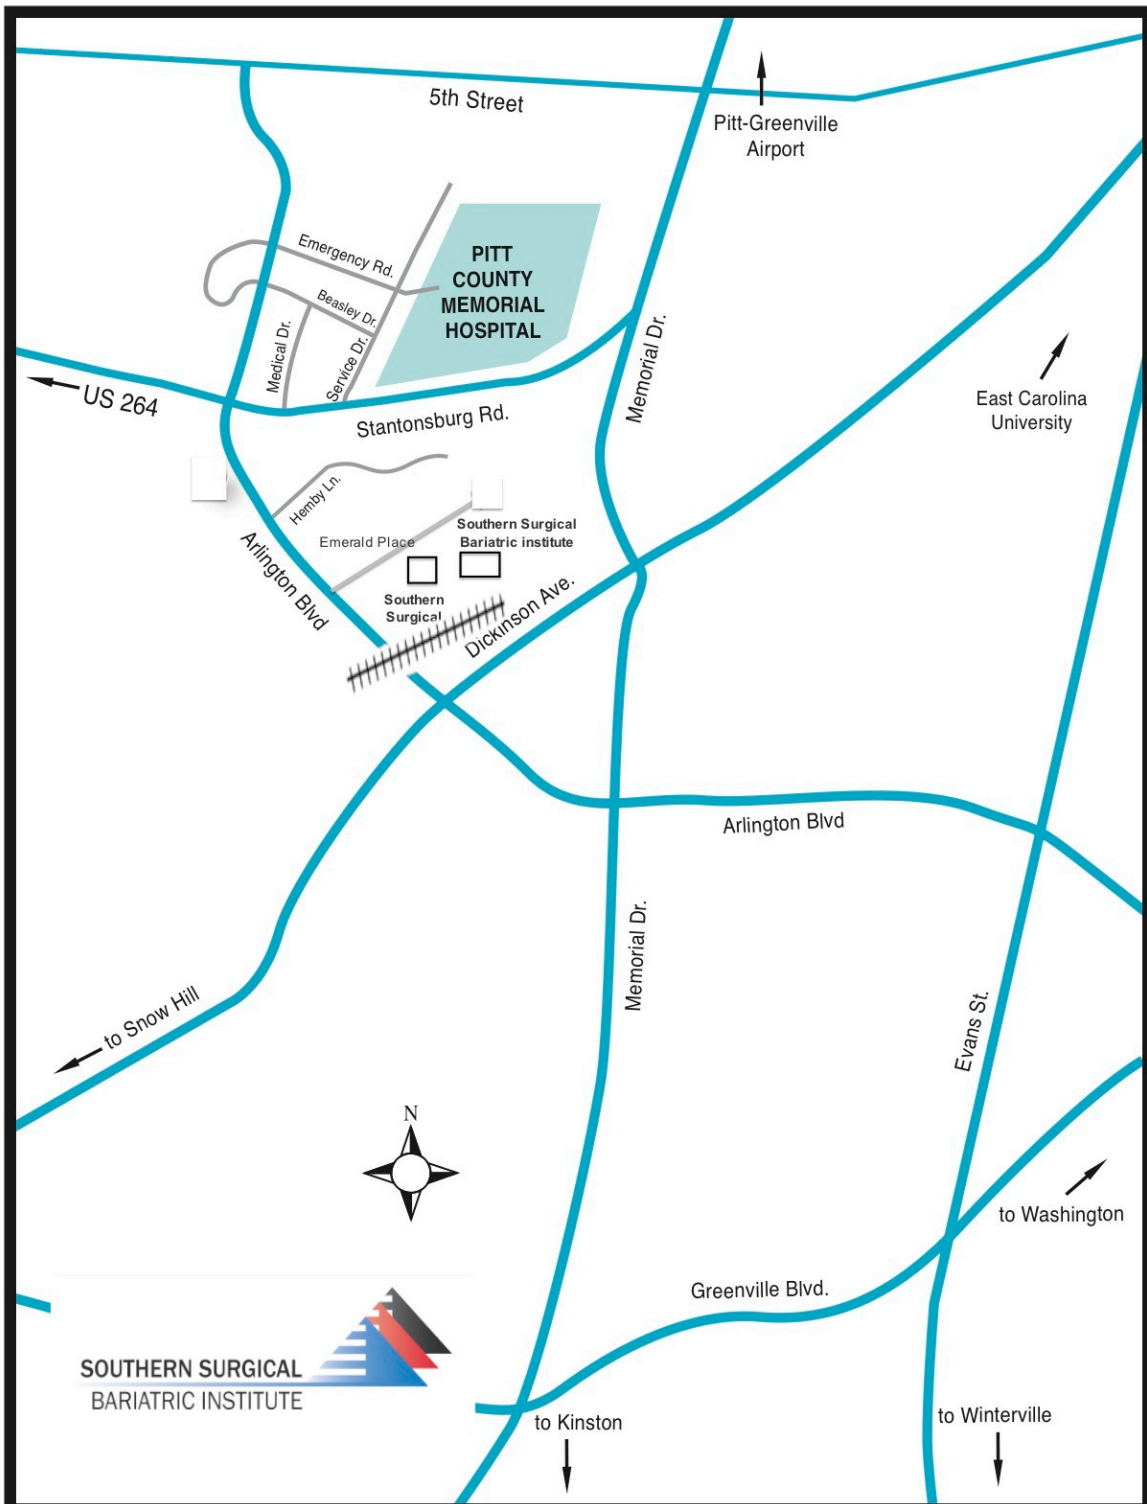 5th Street
Pitt-Greenville
Airport
Emergency Rd.
PITT
COUNTY
MEMORIAL
HOSPITAL
Beasley Dr.
Medical Dr.
Service Dr.
Memorial Dr.
US 264
Stantonsburg Rd.
East Carolina
University
Hemby Ln.
Emerald Place
Southern Surgical
Bariatric institute
Arlington Blvd
Southern
Surgical
Dickinson Ave.
Arlington Blvd
Memorial Dr.
to Snow Hill
Evans St.
N
to Washington
Greenville Blvd.
SOUTHERN SURGICAL
BARIATRIC INSTITUTE
to Kinston
to Winterville